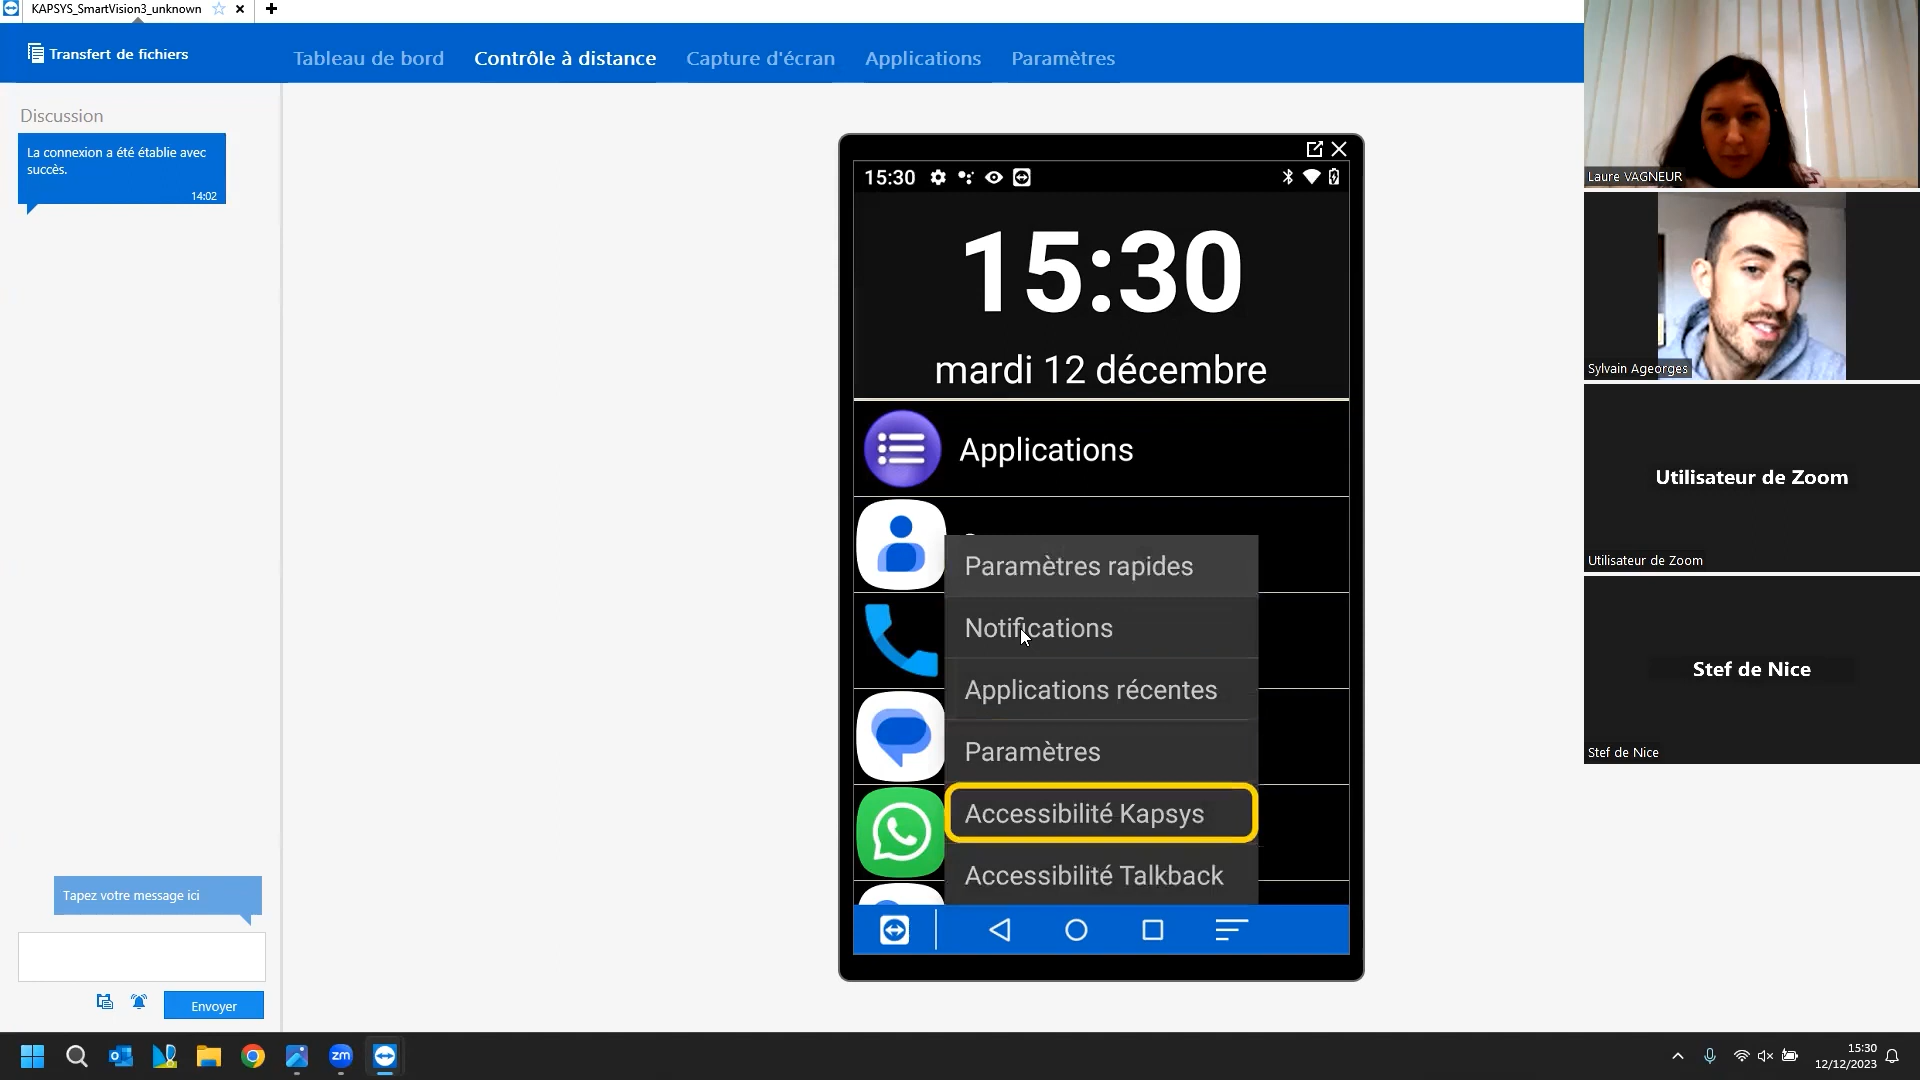 KAPSYS_SmartVision3_unknown
Transfert de fichiers
Tableau de bord
Contrôle à distance
Capture d'écran
Applications
Paramètres
Discussion
La connexion a été établie avec
succès.
14:02
15:30
15:30
mardi 12 décembre
Applications
Paramètres rapides
Notifications
Applications récentes
Paramètres
Accessibilité Kapsys
Accessibilité Talkback
Tapez votre message ici
Envoyer
Laure VAGNEUR
Sylvain Ageorges
Utilisateur de Zoom
Utilisateur de Zoom
Stef de Nice
Stef de Nice
zm
15:30
12/12/2023